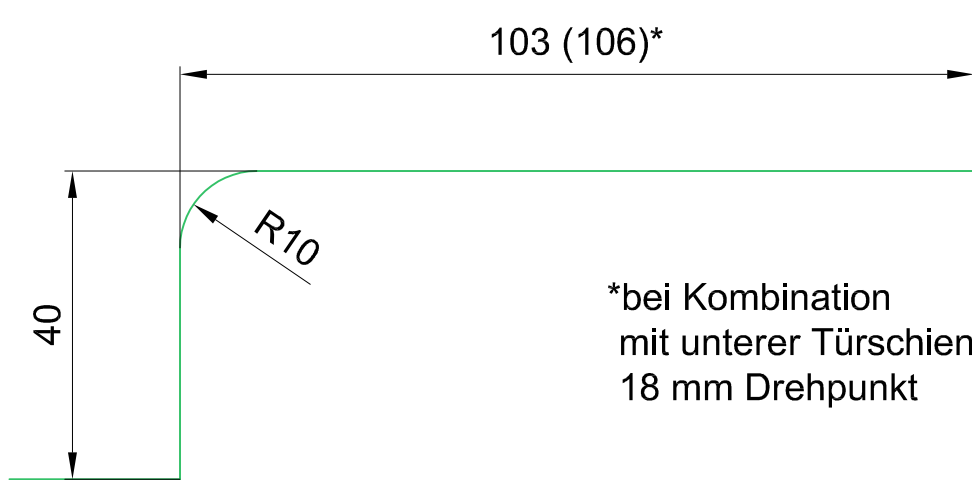 103 (106)*
R10
40
*bei Kombination
mit unterer Türschien
18 mm Drehpunkt